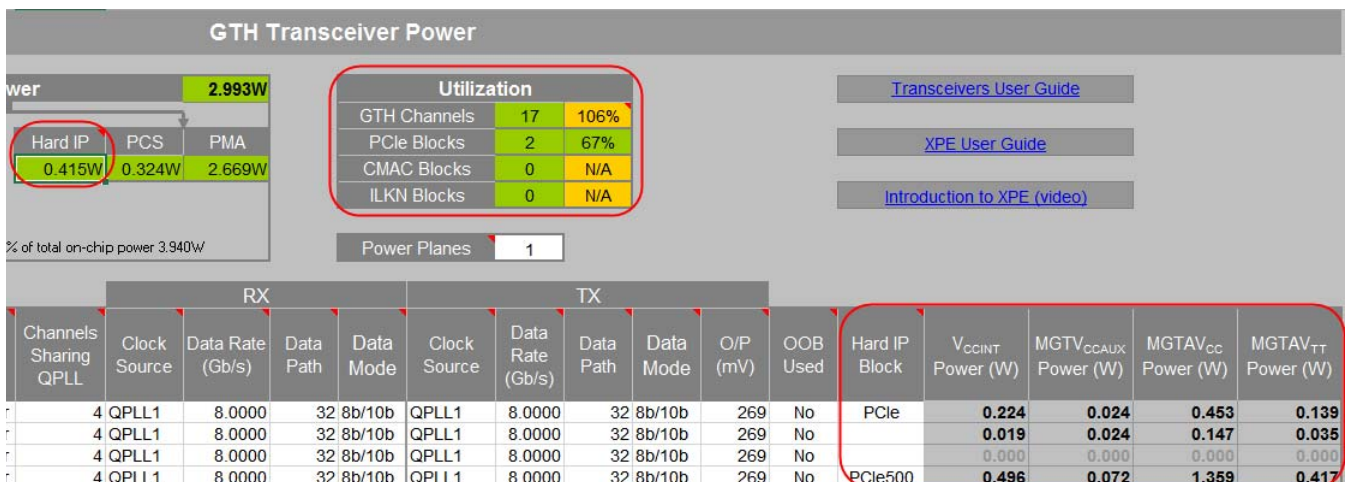 GTH Transceiver Power
wer 2.993W
Hard IP PCS PMA
0.415W 0.324W 2.669W
% of total on-chip power 3.940W
Utilization
GTH Channels 17 106%
PCIe Blocks 2 67%
CMAC Blocks 0 N/A
ILKN Blocks 0 N/A
Power Planes 1
Transceivers User Guide
XPE User Guide
Introduction to XPE (video)
RX TX
Channels Sharing QPLL Clock Source Data Rate (Gb/s) Data Path Data Mode Clock Source Data Rate (Gb/s) Data Path Data Mode O/P (mV) OOB Used Hard IP Block VCCINT Power (W) MGTVCCAUX Power (W) MGTAVCC Power (W) MGTAVTT Power (W)
r 4 QPLL1 8.0000 32 8b/10b QPLL1 8.0000 32 8b/10b 269 No PCIe 0.224 0.024 0.453 0.139
r 4 QPLL1 8.0000 32 8b/10b QPLL1 8.0000 32 8b/10b 269 No 0.019 0.024 0.147 0.035
r 4 QPLL1 8.0000 32 8b/10b QPLL1 8.0000 32 8b/10b 269 No 0.000 0.000 0.000 0.000
r 4 QPLL1 8.0000 32 8b/10b QPLL1 8.0000 32 8b/10b 269 No PCIe500 0.496 0.072 1.359 0.417